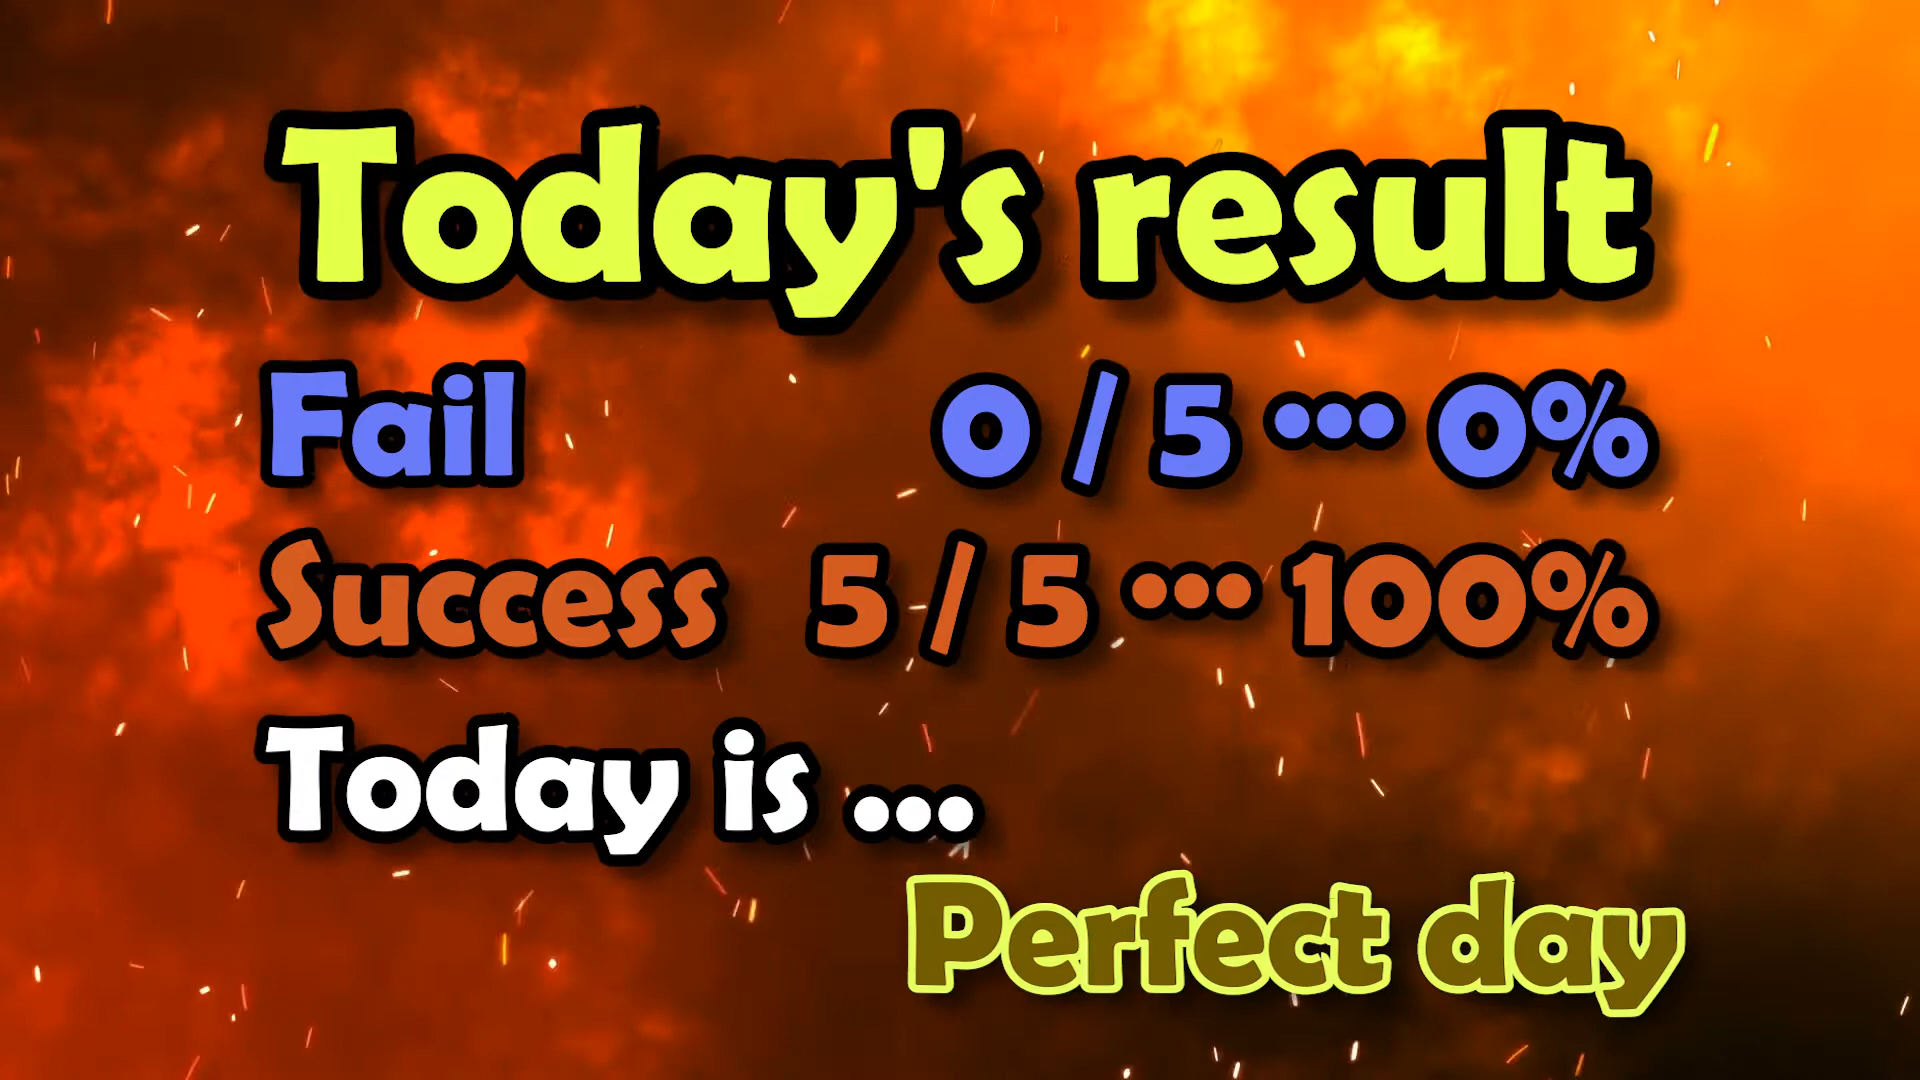 Today's result
Fail 0 / 5 ••• 0%
Success 5 / 5 ••• 100%
Today is ...
Perfect day